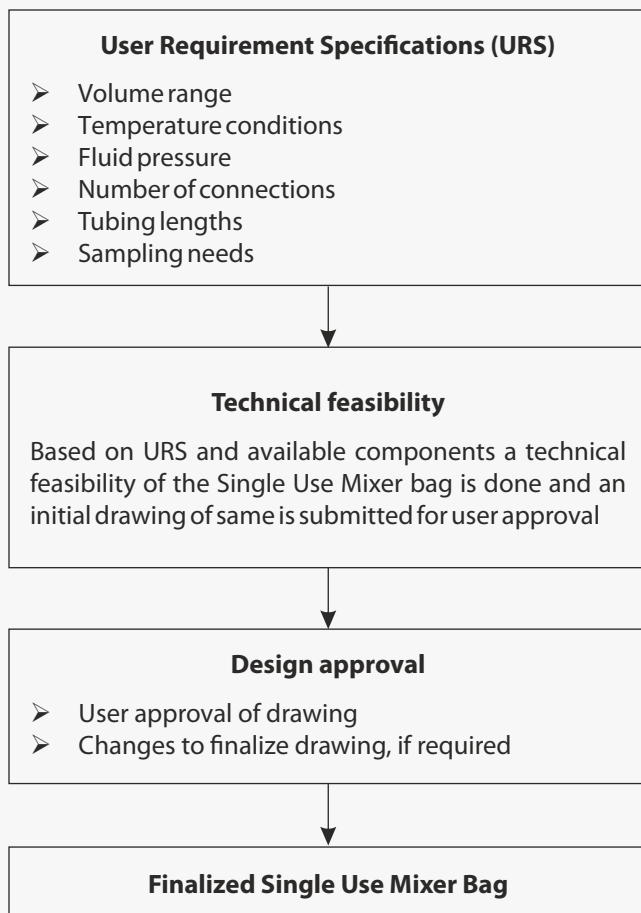 User Requirement Specifications (URS)
➢ Volume range
➢ Temperature conditions
➢ Fluid pressure
➢ Number of connections
➢ Tubing lengths
➢ Sampling needs
Technical feasibility
Based on URS and available components a technical
feasibility of the Single Use Mixer bag is done and an
initial drawing of same is submitted for user approval
Design approval
➢ User approval of drawing
➢ Changes to finalize drawing, if required
Finalized Single Use Mixer Bag